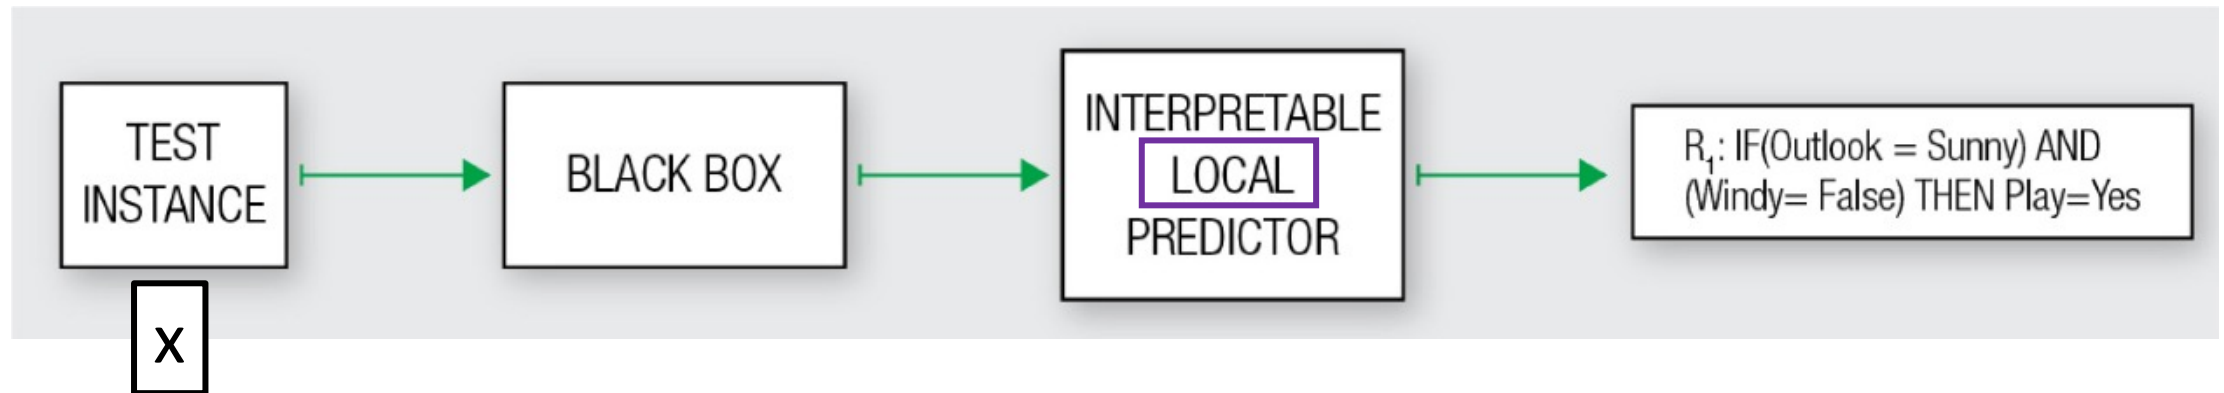 TEST
INSTANCE
X
BLACK BOX
INTERPRETABLE
LOCAL
PREDICTOR
R1: IF(Outlook = Sunny) AND
(Windy= False) THEN Play=Yes